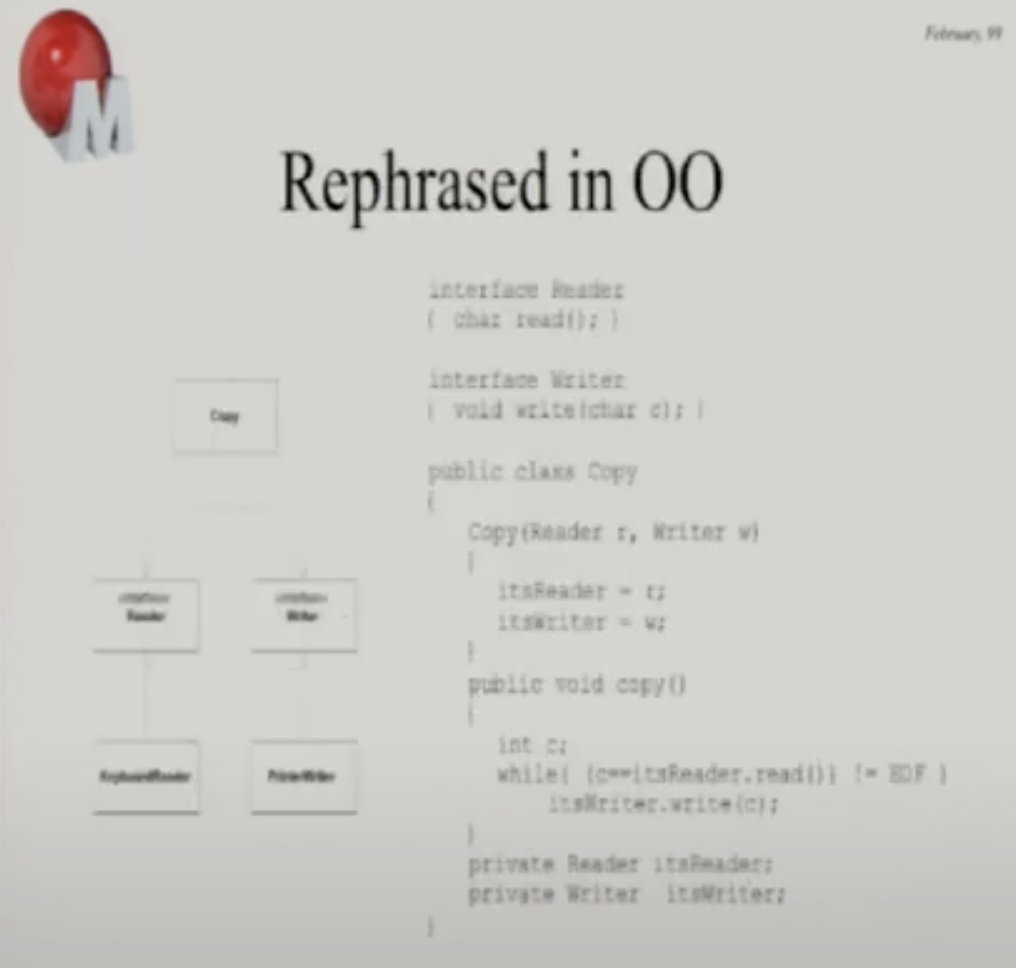 M
February, 99
Rephrased in OO
interface Reader
{ char read(); }
interface Writer
{ void write(char c); }
public class Copy
{
Copy(Reader r, Writer w)
{
itsReader = r;
itsWriter = w;
}
public void copy()
{
int c;
while( (c==itsReader.read()) != EOF )
itsWriter.write(c);
}
private Reader itsReader;
private Writer itsWriter;
}
Copy
«interface»
Reader
«interface»
Writer
KeyboardReader
PrinterWriter